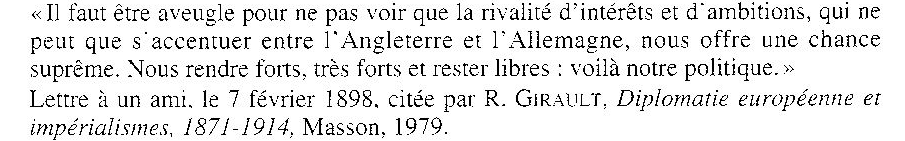 « Il faut être aveugle pour ne pas voir que la rivalité d'intérêts et d'ambitions, qui ne
peut que s'accentuer entre l'Angleterre et l'Allemagne, nous offre une chance
suprême. Nous rendre forts, très forts et rester libres : voilà notre politique. »
Lettre à un ami, le 7 février 1898, citée par R. GIRAULT, Diplomatie européenne et
impérialismes, 1871-1914, Masson, 1979.